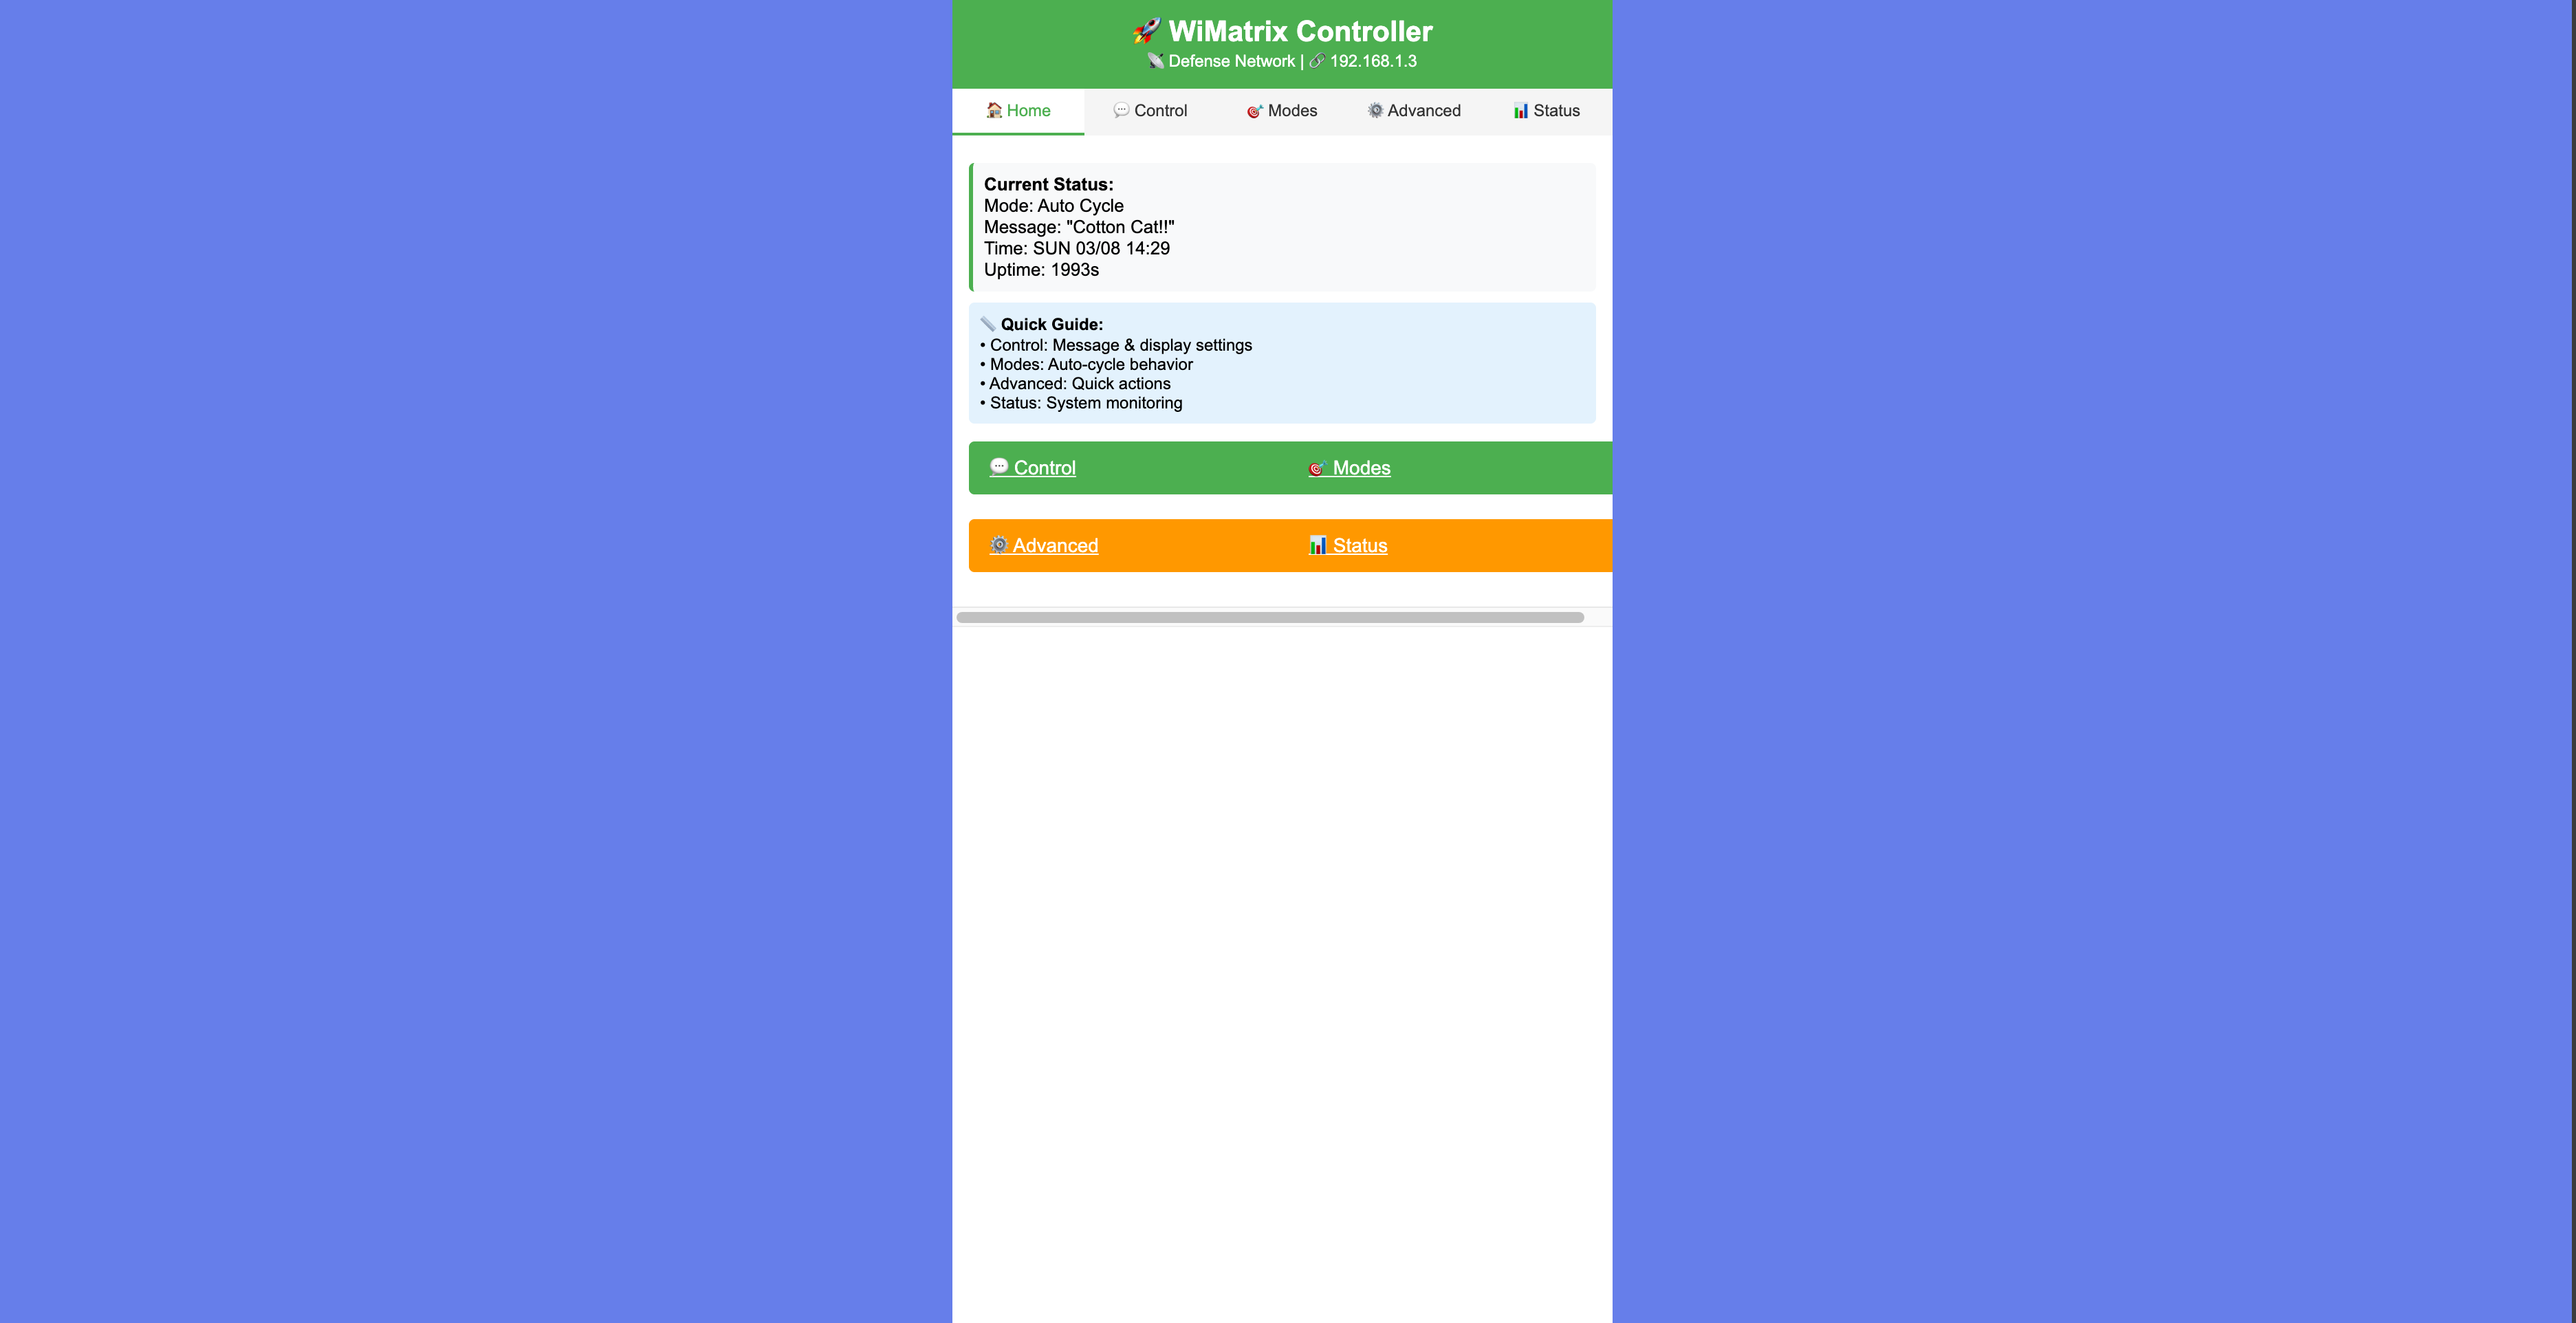 🚀 WiMatrix Controller
📡 Defense Network | 🔗 192.168.1.3
🏠 Home 💬 Control 🎯 Modes ⚙️ Advanced 📊 Status
Current Status:
Mode: Auto Cycle
Message: "Cotton Cat!!"
Time: SUN 03/08 14:29
Uptime: 1993s
📏 Quick Guide:
• Control: Message & display settings
• Modes: Auto-cycle behavior
• Advanced: Quick actions
• Status: System monitoring
💬 Control 🎯 Modes
⚙️ Advanced 📊 Status